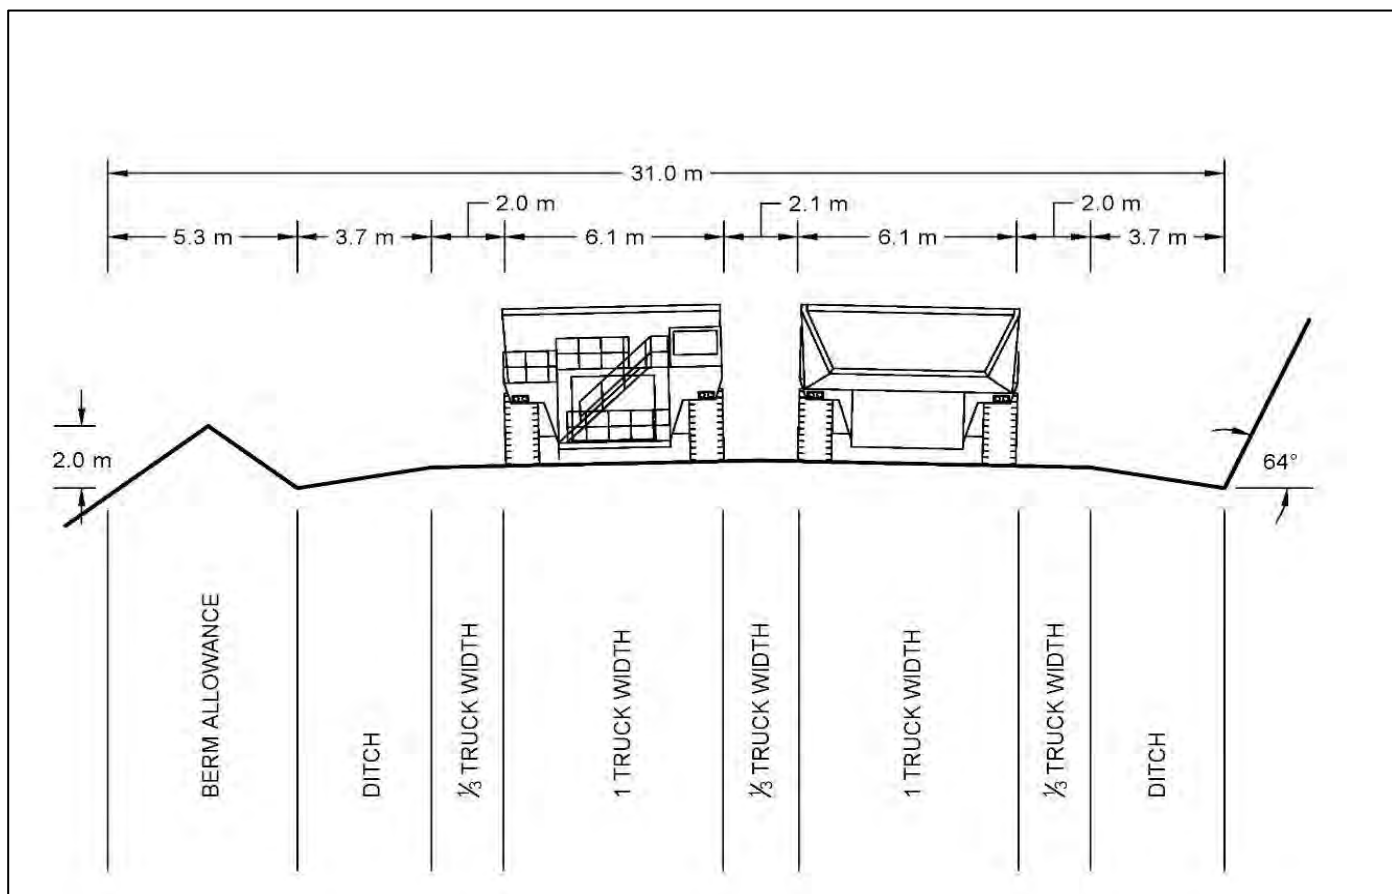 31.0 m
2.0 m
2.1 m
2.0 m
5.3 m
3.7 m
6.1 m
6.1 m
3.7 m
2.0 m
64°
BERM ALLOWANCE
DITCH
⅓ TRUCK WIDTH
1 TRUCK WIDTH
⅓ TRUCK WIDTH
1 TRUCK WIDTH
⅓ TRUCK WIDTH
DITCH